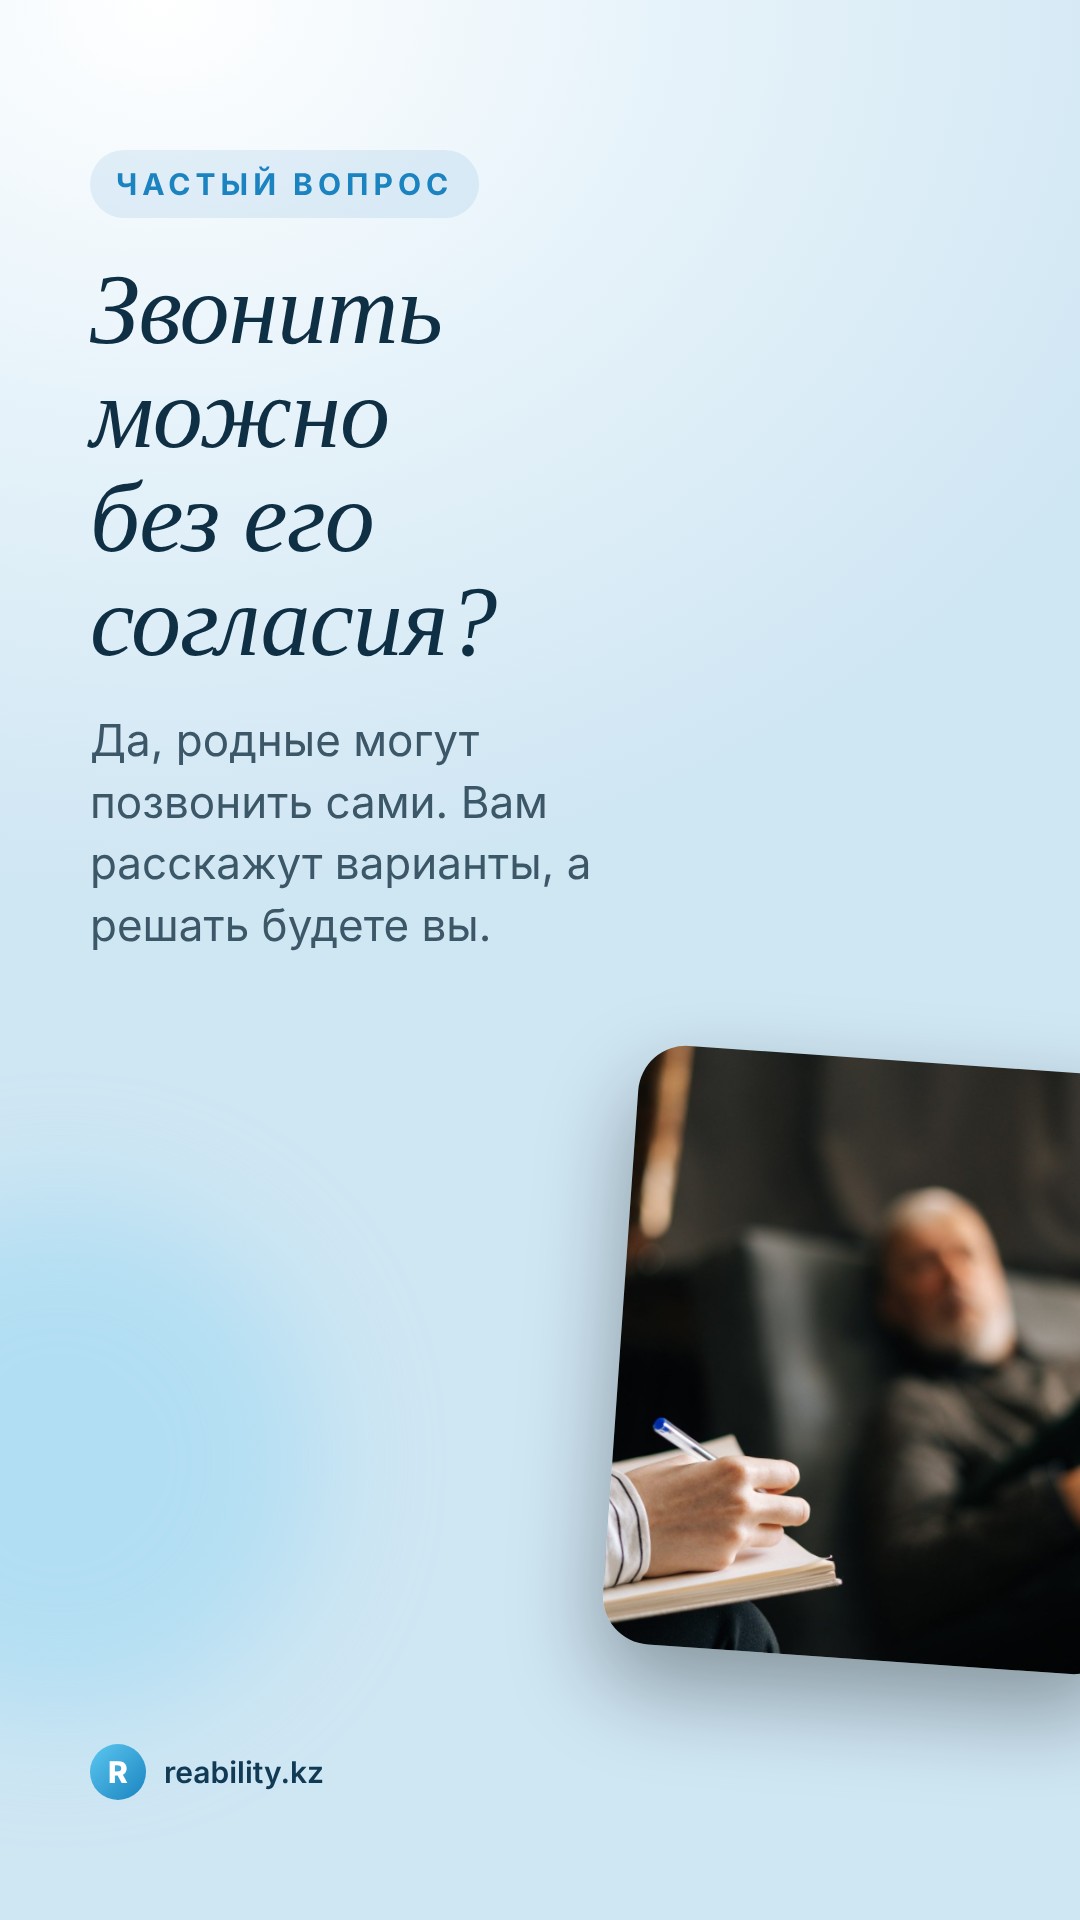 ЧАСТЫЙ ВОПРОС
Звонить
можно
без его
согласия?
Да, родные могут
позвонить сами. Вам
расскажут варианты, а
решать будете вы.
R reability.kz